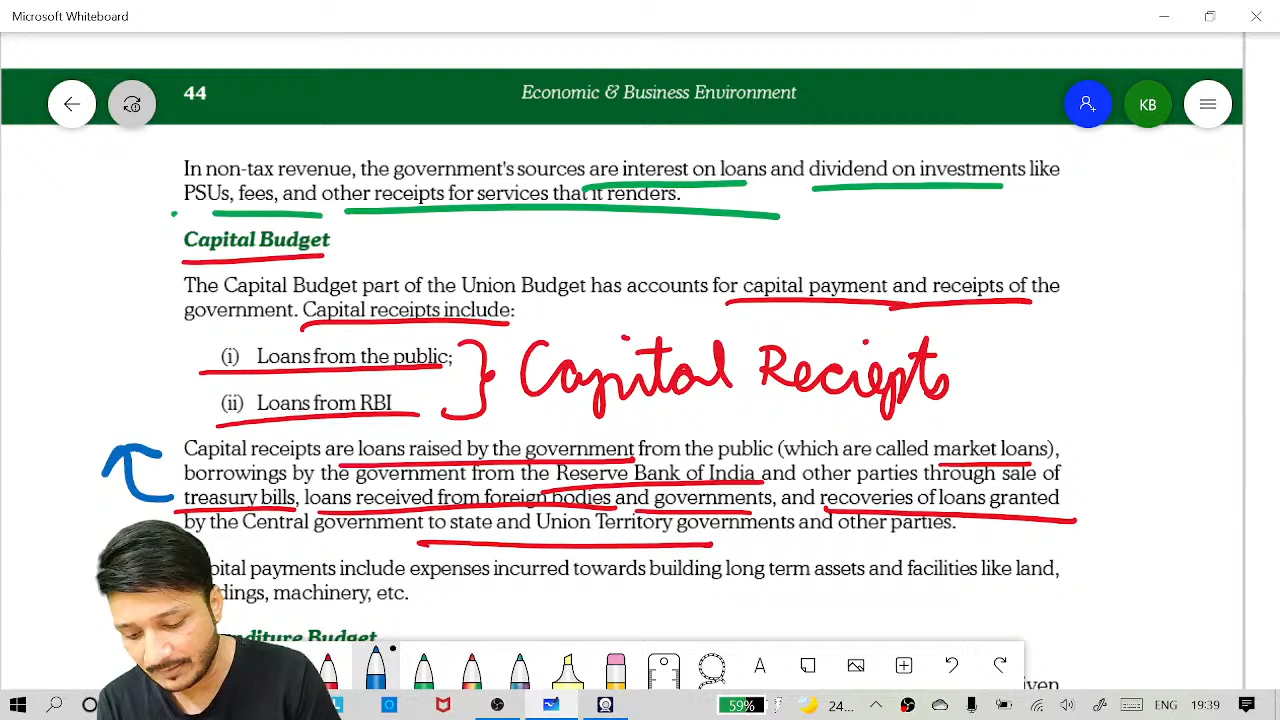 Microsoft Whiteboard
44
Economic & Business Environment
KB
In non-tax revenue, the government's sources are interest on loans and dividend on investments like
PSUs, fees, and other receipts for services that it renders.
Capital Budget
The Capital Budget part of the Union Budget has accounts for capital payment and receipts of the
government. Capital receipts include:
(i) Loans from the public;
(ii) Loans from RBI
Capital Reciepts
Capital receipts are loans raised by the government from the public (which are called market loans),
borrowings by the government from the Reserve Bank of India and other parties through sale of
treasury bills, loans received from foreign bodies and governments, and recoveries of loans granted
by the Central government to state and Union Territory governments and other parties.
payments include expenses incurred towards building long term assets and facilities like land,
machinery, etc.
Budget
A
59%
24...
ENG
19:39